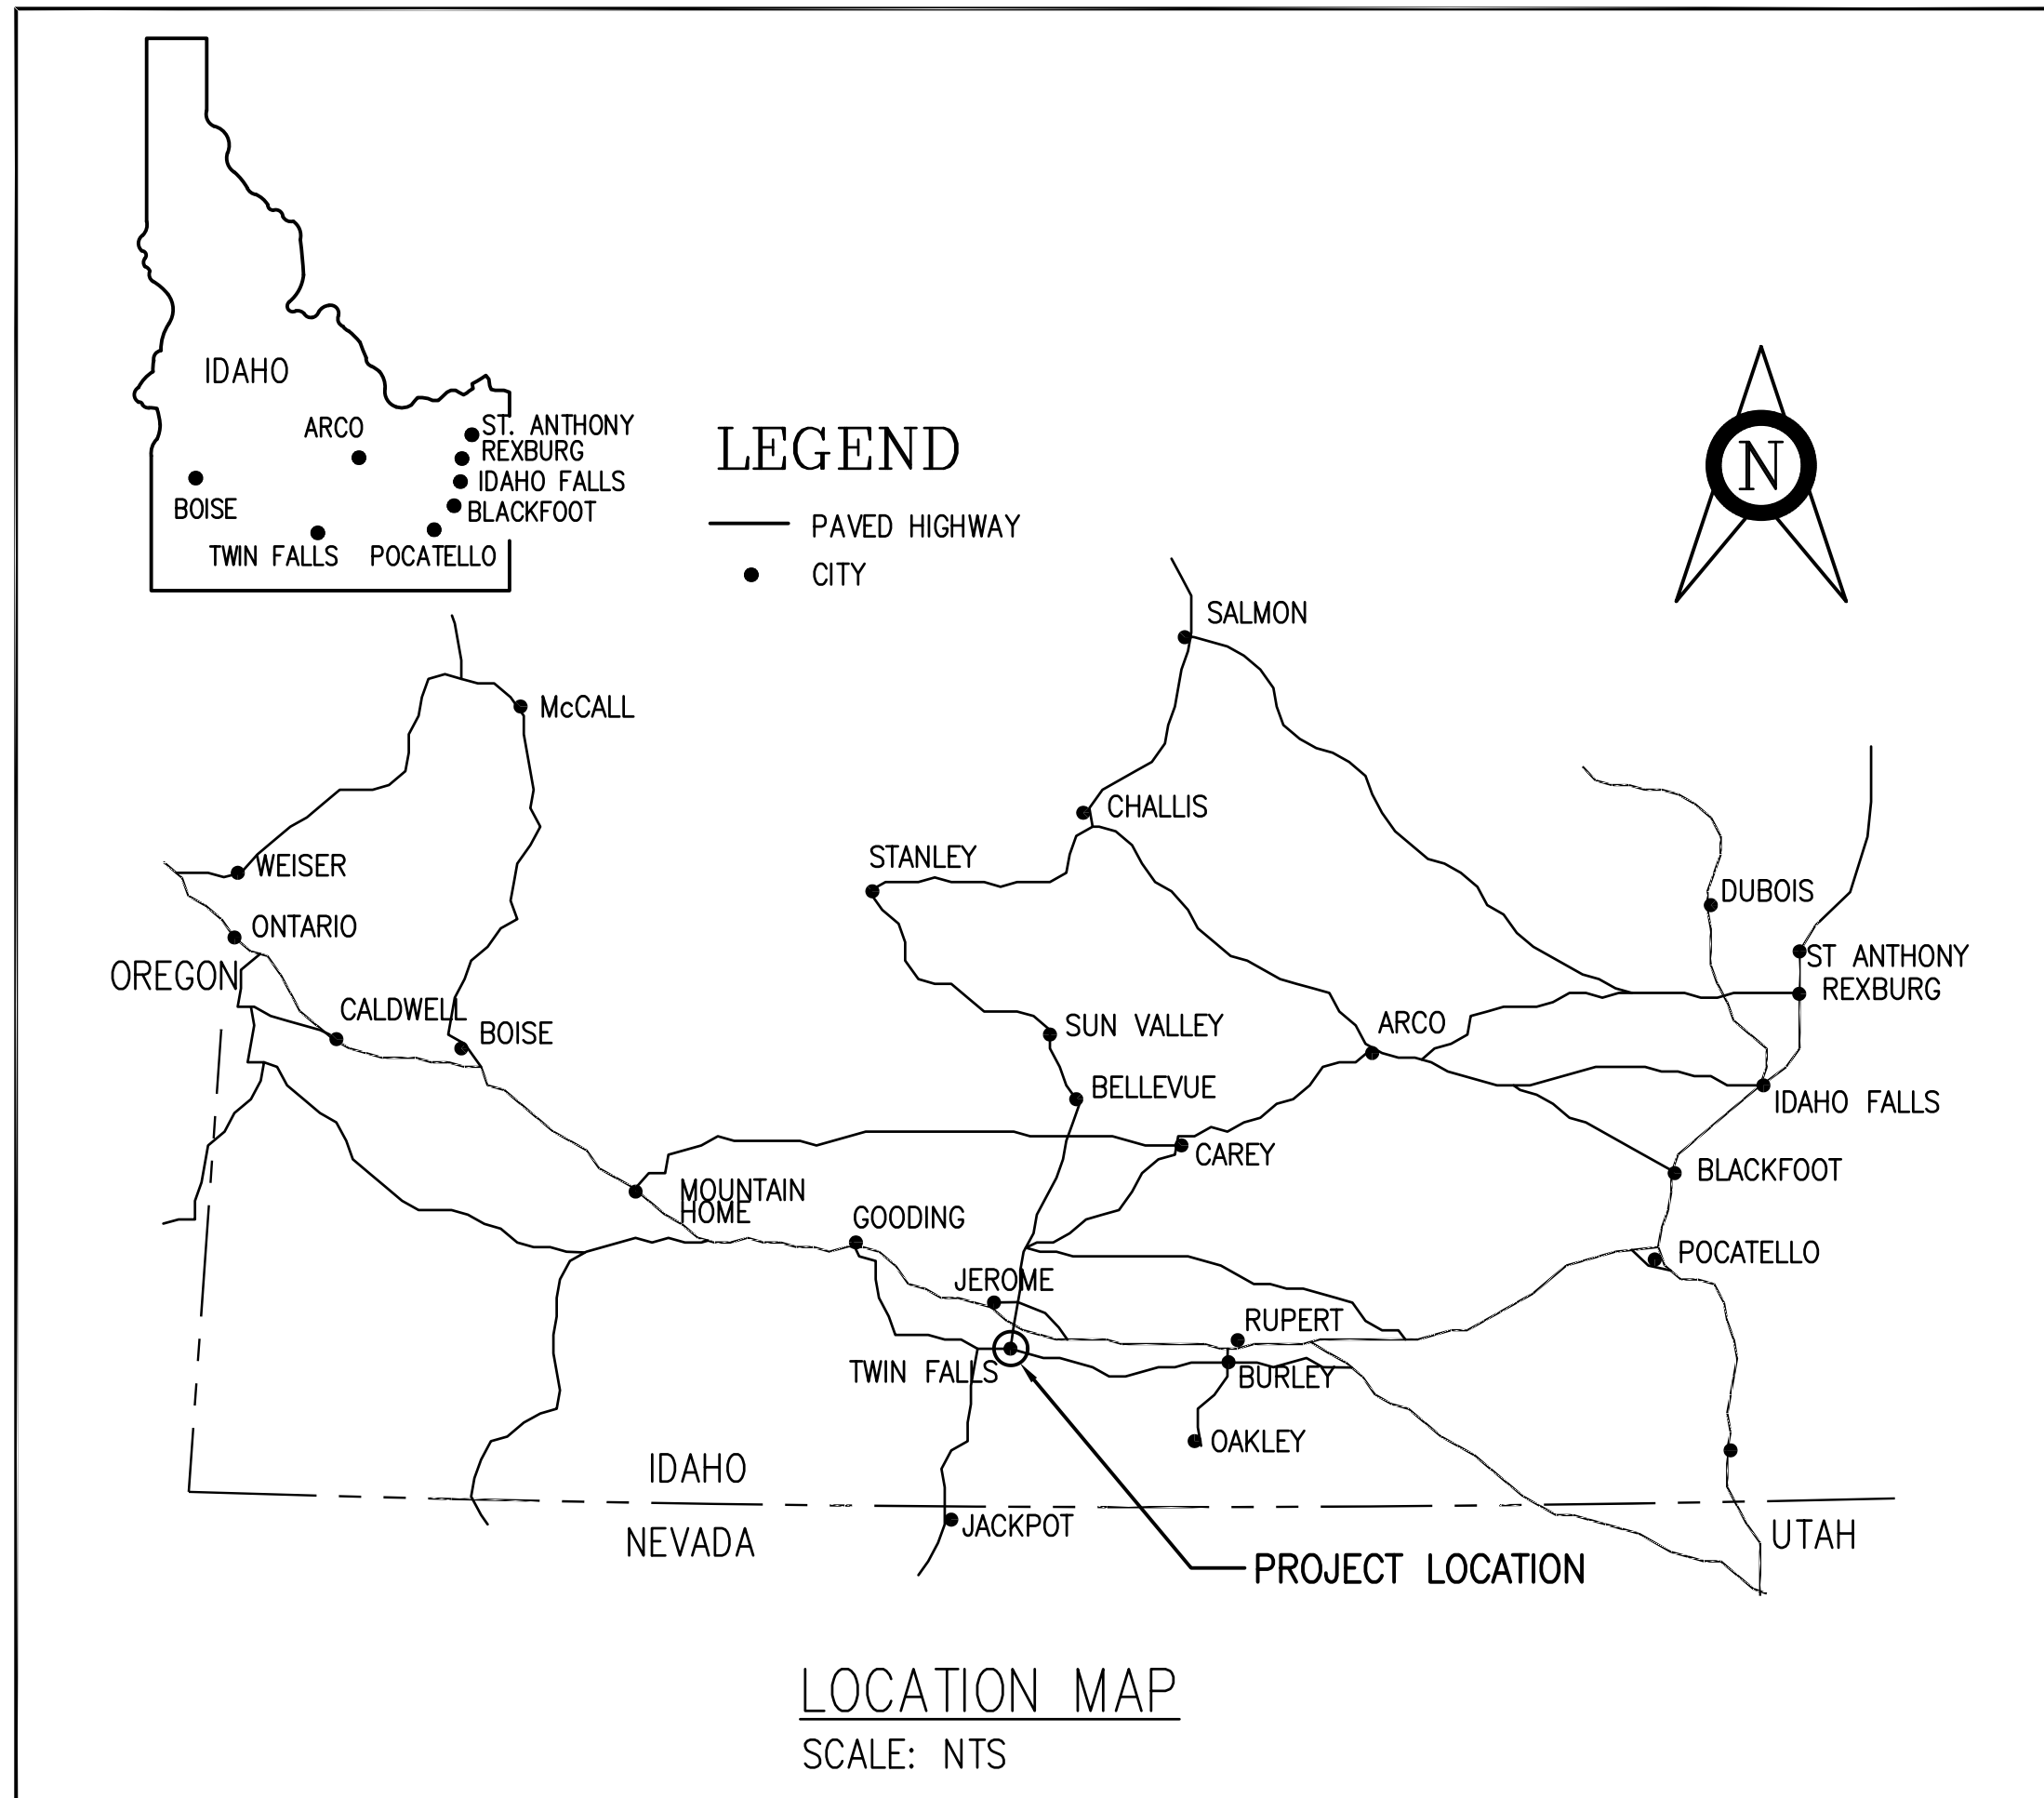 IDAHO
ARCO
ST. ANTHONY
REXBURG
IDAHO FALLS
BLACKFOOT
BOISE
TWIN FALLS
POCATELLO
LEGEND
PAVED HIGHWAY
CITY
N
SALMON
McCALL
CHALLIS
STANLEY
WEISER
DUBOIS
ONTARIO
ST ANTHONY
OREGON
REXBURG
CALDWELL
BOISE
SUN VALLEY
ARCO
BELLEVUE
IDAHO FALLS
CAREY
BLACKFOOT
MOUNTAIN
HOME
GOODING
POCATELLO
JEROME
RUPERT
TWIN FALLS
BURLEY
OAKLEY
IDAHO
NEVADA
JACKPOT
UTAH
PROJECT LOCATION
LOCATION MAP
SCALE: NTS